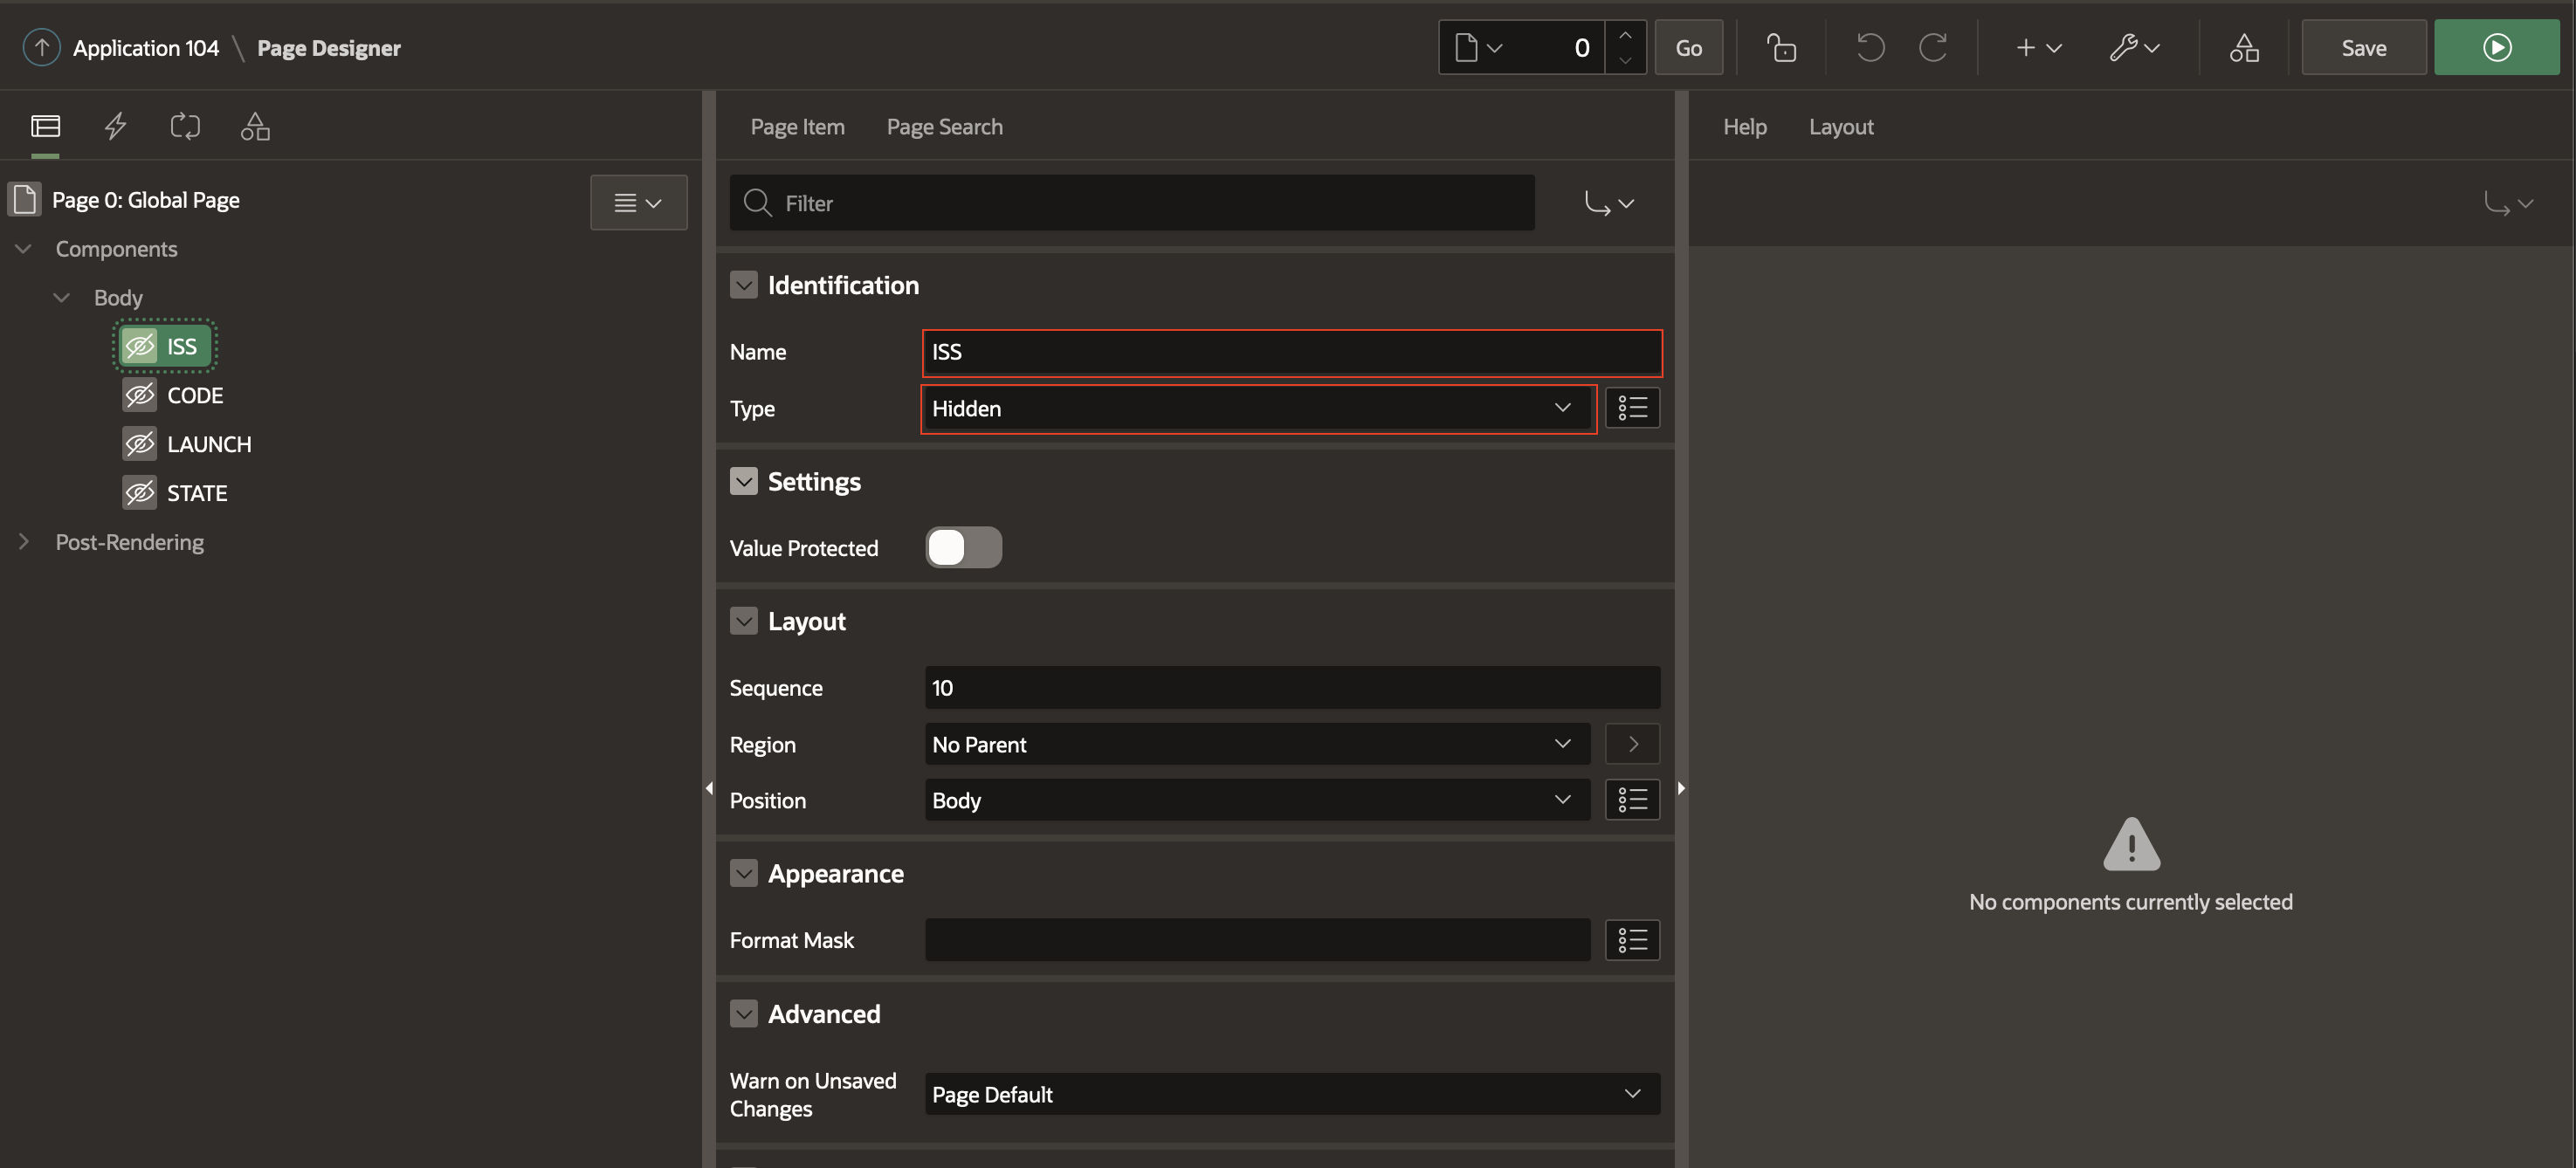 Application 104 \ Page Designer
0
Go
Save
Page 0: Global Page
Components
Body
ISS
CODE
LAUNCH
STATE
Post-Rendering
Page Item
Page Search
Filter
Identification
Name
ISS
Type
Hidden
Settings
Value Protected
Layout
Sequence
10
Region
No Parent
Position
Body
Appearance
Format Mask
Advanced
Warn on Unsaved
Changes
Page Default
Help
Layout
No components currently selected